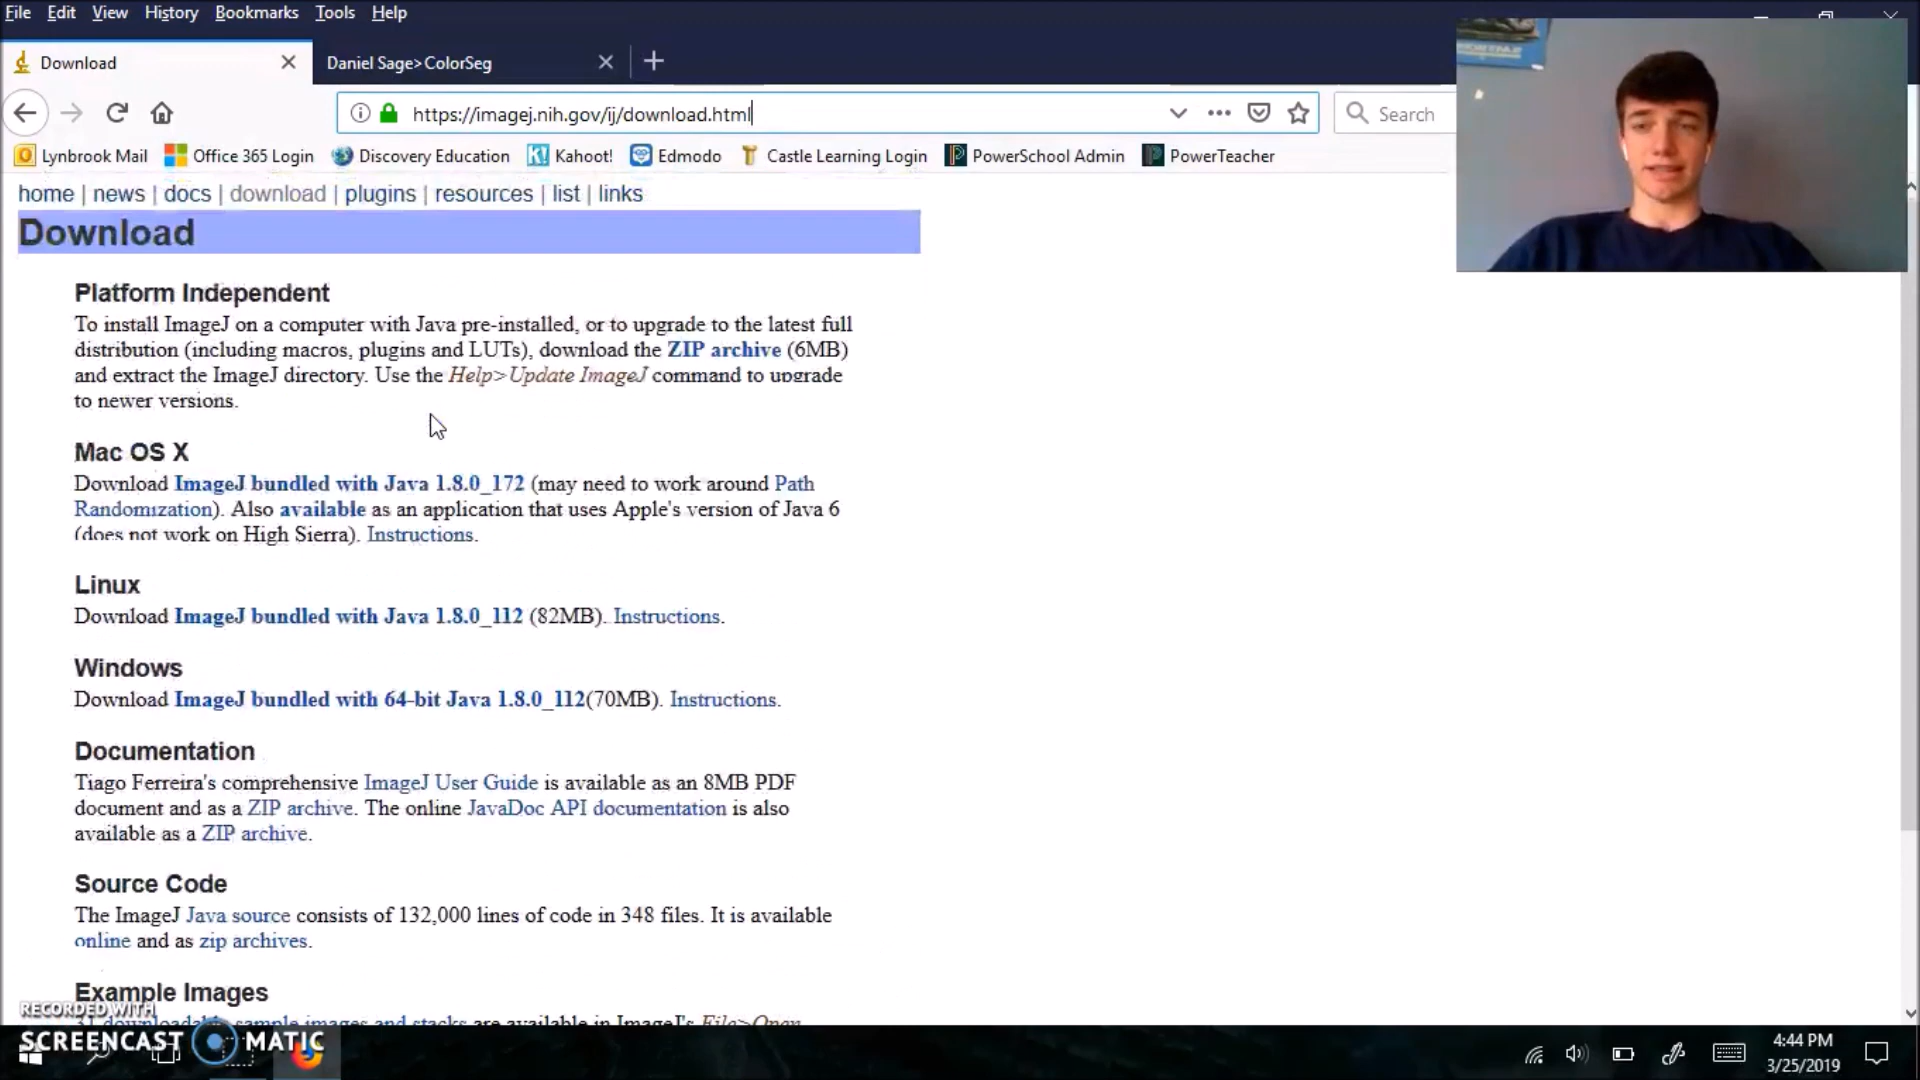 File Edit View History Bookmarks Tools Help
Download
Daniel Sage>ColorSeg
https://imagej.nih.gov/ij/download.html
Search
Lynbrook Mail Office 365 Login Discovery Education Kahoot! Edmodo Castle Learning Login PowerSchool Admin PowerTeacher
home | news | docs | download | plugins | resources | list | links
Download
Platform Independent
To install ImageJ on a computer with Java pre-installed, or to upgrade to the latest full
distribution (including macros, plugins and LUTs), download the ZIP archive (6MB)
and extract the ImageJ directory. Use the Help>Update ImageJ command to upgrade
to newer versions.
Mac OS X
Download ImageJ bundled with Java 1.8.0_172 (may need to work around Path
Randomization). Also available as an application that uses Apple's version of Java 6
(does not work on High Sierra). Instructions.
Linux
Download ImageJ bundled with Java 1.8.0_112 (82MB). Instructions.
Windows
Download ImageJ bundled with 64-bit Java 1.8.0_112(70MB). Instructions.
Documentation
Tiago Ferreira's comprehensive ImageJ User Guide is available as an 8MB PDF
document and as a ZIP archive. The online JavaDoc API documentation is also
available as a ZIP archive.
Source Code
The ImageJ Java source consists of 132,000 lines of code in 348 files. It is available
online and as zip archives.
Example Images
downloadable sample images and stacks are available in ImageJ's File>Open
RECORDED WITH
SCREENCAST MATIC
4:44 PM
3/25/2019